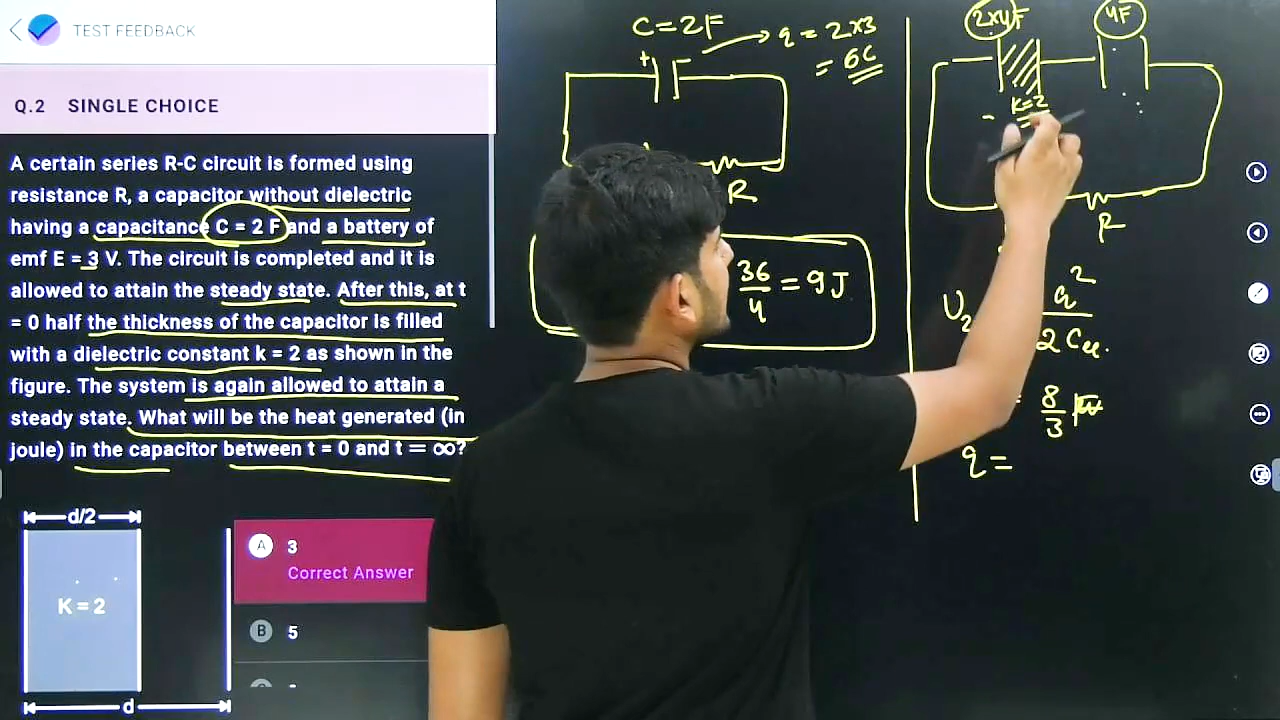 TEST FEEDBACK
Q.2 SINGLE CHOICE
A certain series R-C circuit is formed using
resistance R, a capacitor without dielectric
having a capacitance C = 2 F and a battery of
emf E = 3 V. The circuit is completed and it is
allowed to attain the steady state. After this, at t
= 0 half the thickness of the capacitor is filled
with a dielectric constant k = 2 as shown in the
figure. The system is again allowed to attain a
steady state. What will be the heat generated (in
joule) in the capacitor between t = 0 and t = ∞?
d/2
K = 2
d
A 3
Correct Answer
B 5
C=2F
q = 2×3
= 6C
+
R
36/4 = 9J
2×4F
4F
K=2
R
U2
q²
2 Ceq.
8/3
q =